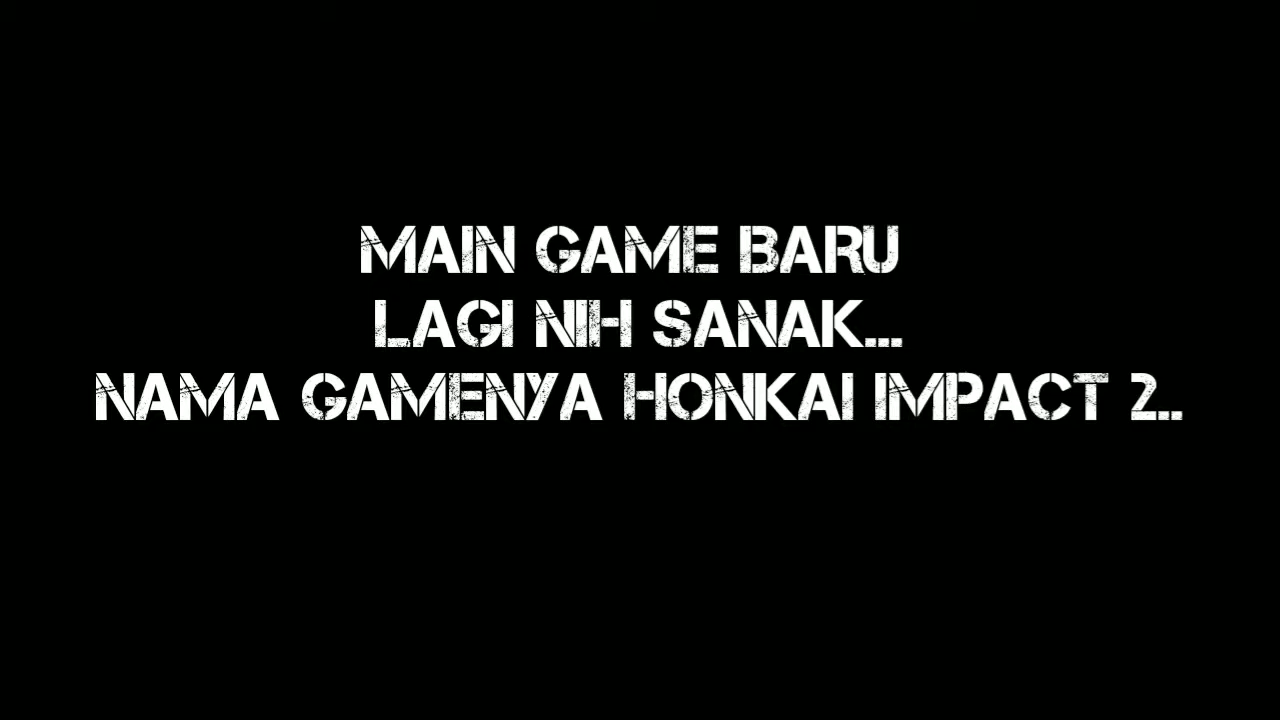 MAIN GAME BARU
LAGI NIH SANAK...
NAMA GAMENYA HONKAI IMPACT 2..